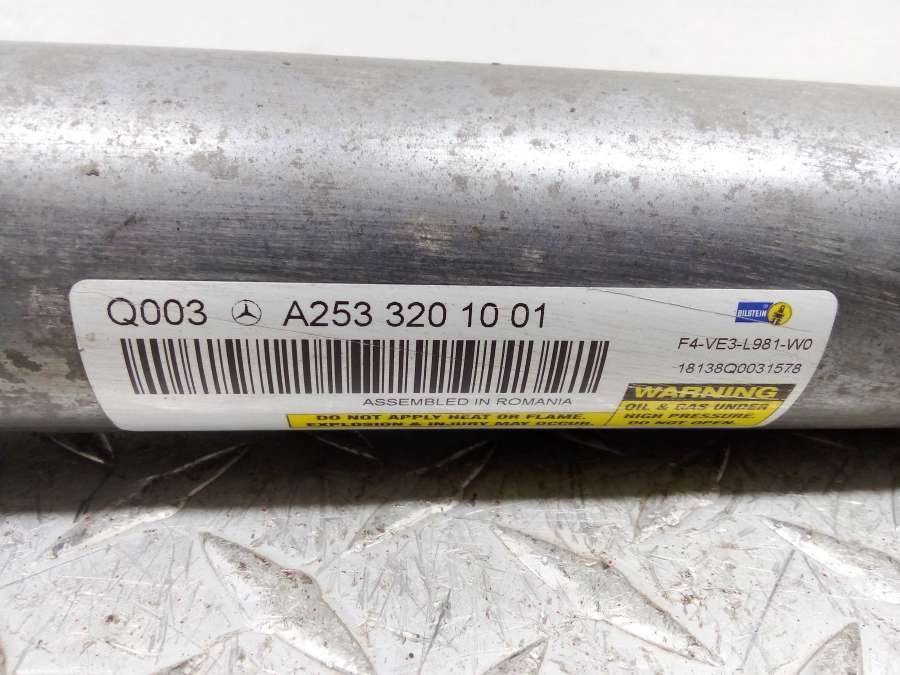 Q003 A253 320 10 01
BILSTEIN
F4-VE3-L981-W0
18138Q0031578
ASSEMBLED IN ROMANIA
WARNING
OIL & GAS UNDER
HIGH PRESSURE.
DO NOT OPEN.
DO NOT APPLY HEAT OR FLAME.
EXPLOSION & INJURY MAY OCCUR.